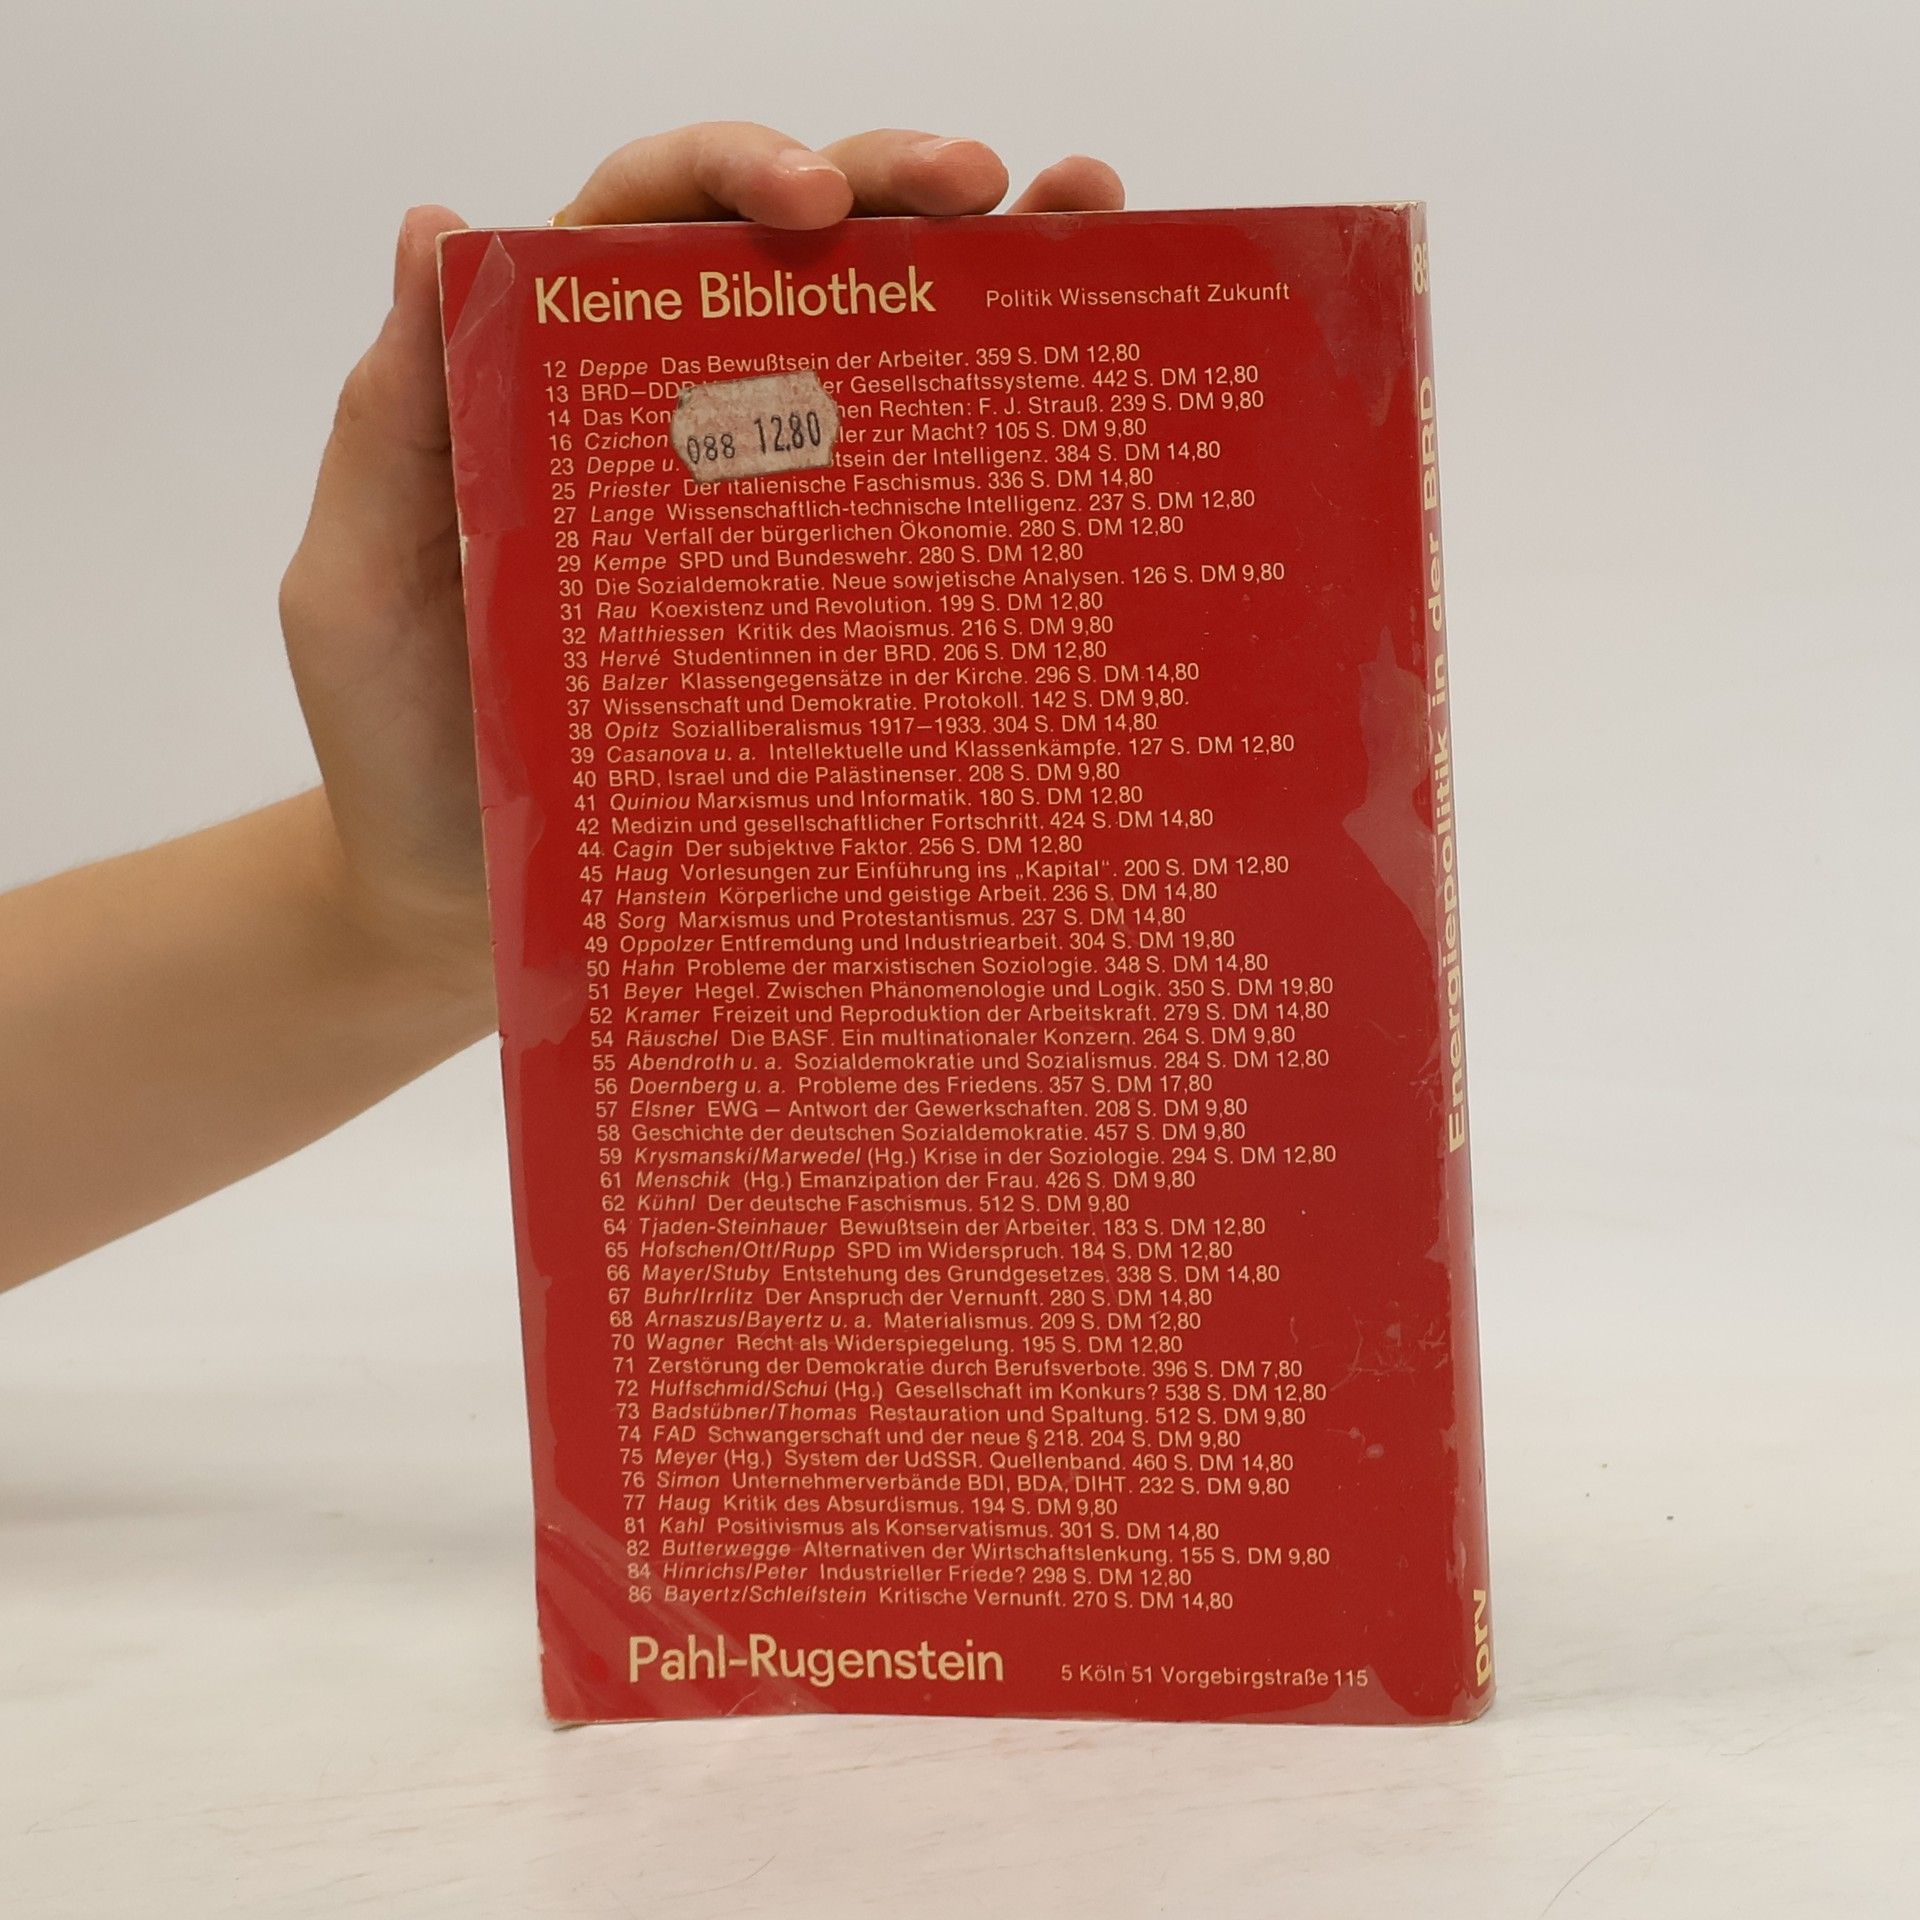 Kleine Bibliothek Politik Wissenschaft Zukunft
12 Deppe Das Bewußtsein der Arbeiter. 359 S. DM 12,80
13 BRD–DDR er Gesellschaftssysteme. 442 S. DM 12,80
14 Das Kon hen Rechten: F. J. Strauß. 239 S. DM 9,80
16 Czichon ler zur Macht? 105 S. DM 9,80
23 Deppe u. stsein der Intelligenz. 384 S. DM 14,80
088 12.80
25 Priester Der italienische Faschismus. 336 S. DM 14,80
27 Lange Wissenschaftlich-technische Intelligenz. 237 S. DM 12,80
28 Rau Verfall der bürgerlichen Ökonomie. 280 S. DM 12,80
29 Kempe SPD und Bundeswehr. 280 S. DM 12,80
30 Die Sozialdemokratie. Neue sowjetische Analysen. 126 S. DM 9,80
31 Rau Koexistenz und Revolution. 199 S. DM 12,80
32 Matthiessen Kritik des Maoismus. 216 S. DM 9,80
33 Hervé Studentinnen in der BRD. 206 S. DM 12,80
36 Balzer Klassengegensätze in der Kirche. 296 S. DM 14,80
37 Wissenschaft und Demokratie. Protokoll. 142 S. DM 9,80.
38 Opitz Sozialliberalismus 1917–1933. 304 S. DM 14,80
39 Casanova u. a. Intellektuelle und Klassenkämpfe. 127 S. DM 12,80
40 BRD, Israel und die Palästinenser. 208 S. DM 9,80
41 Quiniou Marxismus und Informatik. 180 S. DM 12,80
42 Medizin und gesellschaftlicher Fortschritt. 424 S. DM 14,80
44. Cagin Der subjektive Faktor. 256 S. DM 12,80
45 Haug Vorlesungen zur Einführung ins „Kapital“. 200 S. DM 12,80
47 Hanstein Körperliche und geistige Arbeit. 236 S. DM 14,80
48 Sorg Marxismus und Protestantismus. 237 S. DM 14,80
49 Oppolzer Entfremdung und Industriearbeit. 304 S. DM 19,80
50 Hahn Probleme der marxistischen Soziologie. 348 S. DM 14,80
51 Beyer Hegel. Zwischen Phänomenologie und Logik. 350 S. DM 19,80
52 Kramer Freizeit und Reproduktion der Arbeitskraft. 279 S. DM 14,80
54 Räuschel Die BASF. Ein multinationaler Konzern. 264 S. DM 9,80
55 Abendroth u. a. Sozialdemokratie und Sozialismus. 284 S. DM 12,80
56 Doernberg u. a. Probleme des Friedens. 357 S. DM 17,80
57 Elsner EWG – Antwort der Gewerkschaften. 208 S. DM 9,80
58 Geschichte der deutschen Sozialdemokratie. 457 S. DM 9,80
59 Krysmanski/Marwedel (Hg.) Krise in der Soziologie. 294 S. DM 12,80
61 Menschik (Hg.) Emanzipation der Frau. 426 S. DM 9,80
62 Kühnl Der deutsche Faschismus. 512 S. DM 9,80
64 Tjaden-Steinhauer Bewußtsein der Arbeiter. 183 S. DM 12,80
65 Hofschen/Ott/Rupp SPD im Widerspruch. 184 S. DM 12,80
66 Mayer/Stuby Entstehung des Grundgesetzes. 338 S. DM 14,80
67 Buhr/Irrlitz Der Anspruch der Vernunft. 280 S. DM 14,80
68 Arnaszus/Bayertz u. a. Materialismus. 209 S. DM 12,80
70 Wagner Recht als Widerspiegelung. 195 S. DM 12,80
71 Zerstörung der Demokratie durch Berufsverbote. 396 S. DM 7,80
72 Huffschmid/Schui (Hg.) Gesellschaft im Konkurs? 538 S. DM 12,80
73 Badstübner/Thomas Restauration und Spaltung. 512 S. DM 9,80
74 FAD Schwangerschaft und der neue § 218. 204 S. DM 9,80
75 Meyer (Hg.) System der UdSSR. Quellenband. 460 S. DM 14,80
76 Simon Unternehmerverbände BDI, BDA, DIHT. 232 S. DM 9,80
77 Haug Kritik des Absurdismus. 194 S. DM 9,80
81 Kahl Positivismus als Konservatismus. 301 S. DM 14,80
82 Butterwegge Alternativen der Wirtschaftslenkung. 155 S. DM 9,80
84 Hinrichs/Peter Industrieller Friede? 298 S. DM 12,80
86 Bayertz/Schleifstein Kritische Vernunft. 270 S. DM 14,80
Pahl-Rugenstein 5 Köln 51 Vorgebirgstraße 115
85
Energiepolitik in der BRD
prv